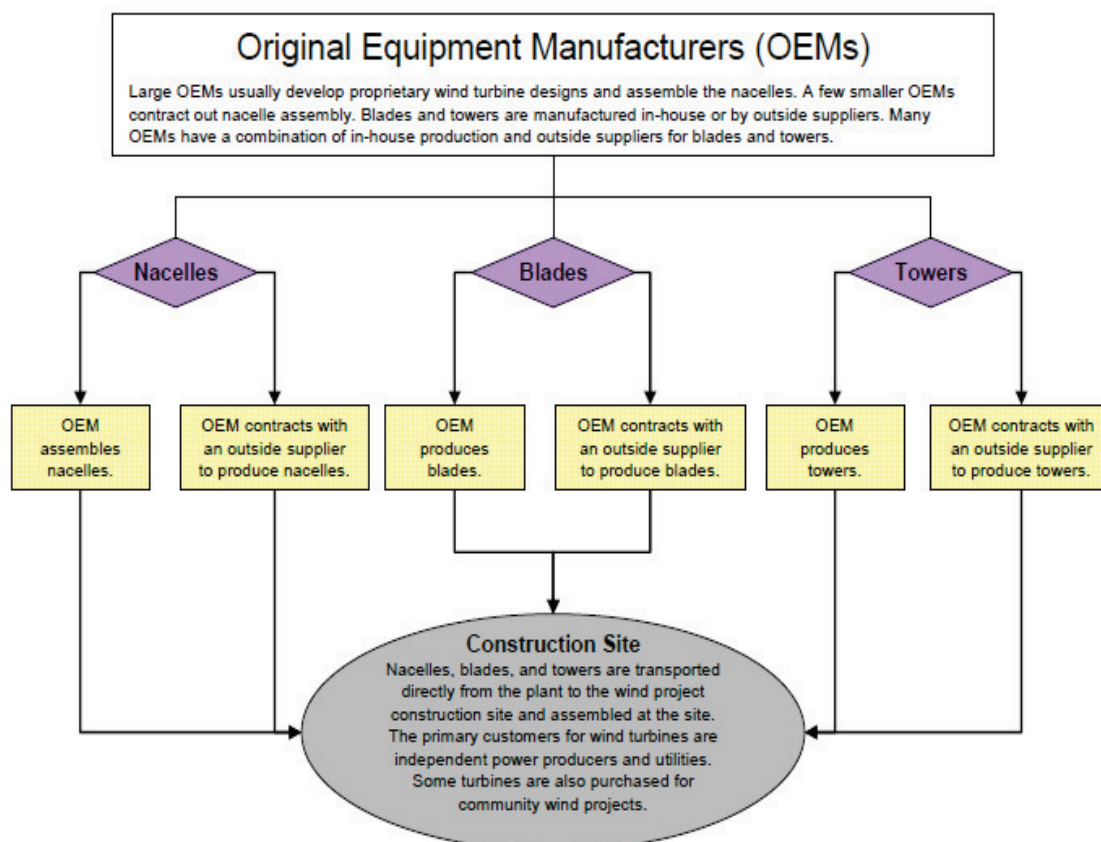 Original Equipment Manufacturers (OEMs)
Large OEMs usually develop proprietary wind turbine designs and assemble the nacelles. A few smaller OEMs
contract out nacelle assembly. Blades and towers are manufactured in-house or by outside suppliers. Many
OEMs have a combination of in-house production and outside suppliers for blades and towers.
Nacelles
Blades
Towers
OEM
assembles
nacelles.
OEM contracts with
an outside supplier
to produce nacelles.
OEM
produces
blades.
OEM contracts with
an outside supplier
to produce blades.
OEM
produces
towers.
OEM contracts with
an outside supplier
to produce towers.
Construction Site
Nacelles, blades, and towers are transported
directly from the plant to the wind project
construction site and assembled at the site.
The primary customers for wind turbines are
independent power producers and utilities.
Some turbines are also purchased for
community wind projects.